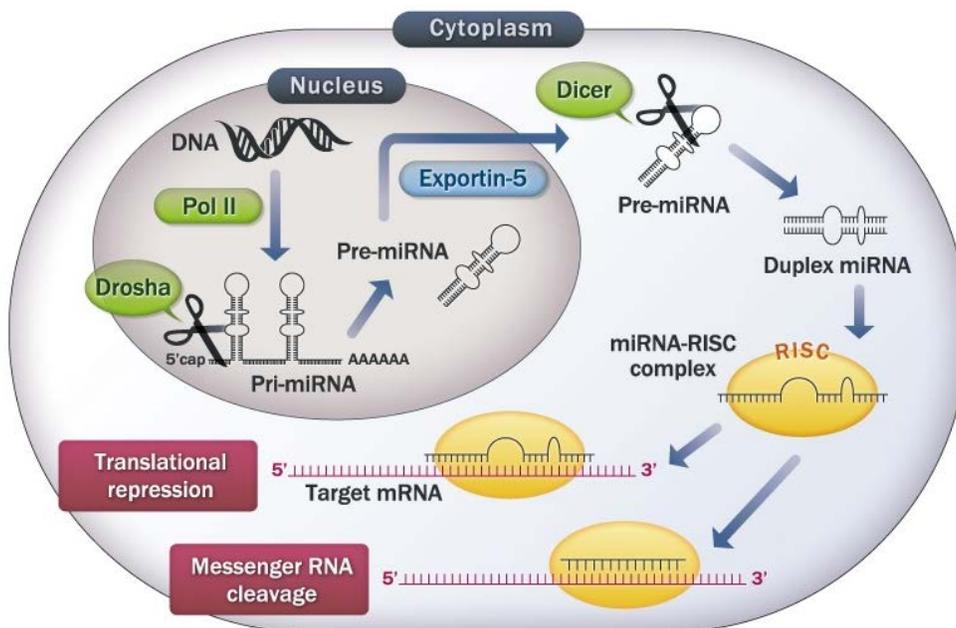 Cytoplasm
Nucleus
Dicer
DNA
Exportin-5
Pol II
Pre-miRNA
Pre-miRNA
Duplex miRNA
Drosha
5'cap
AAAAAA
Pri-miRNA
miRNA-RISC
complex
RISC
Translational
repression
5’
3’
Target mRNA
Messenger RNA
cleavage
5’
3’